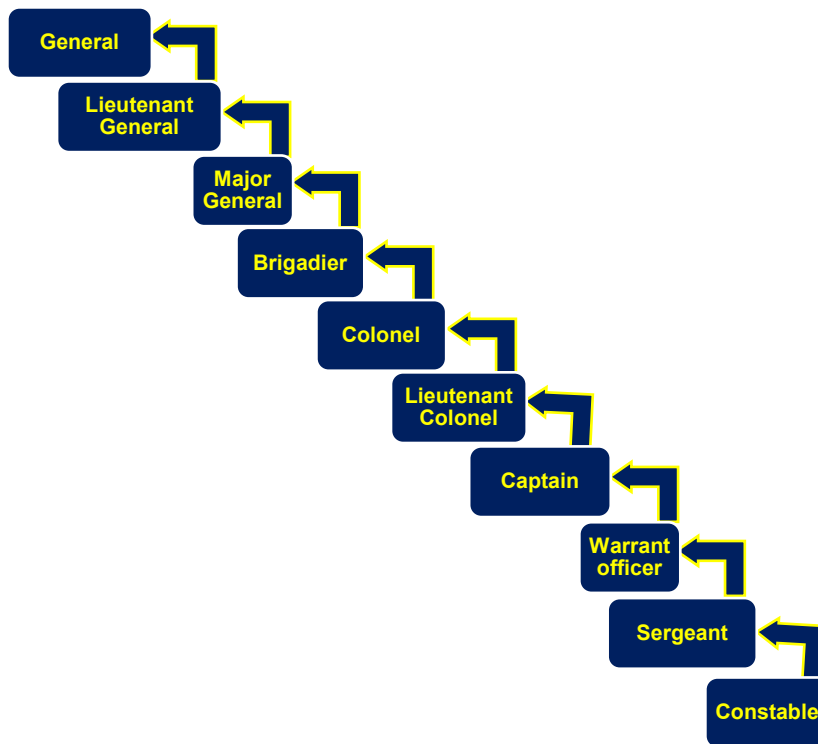 General
Lieutenant
General
Major
General
Brigadier
Colonel
Lieutenant
Colonel
Captain
Warrant
officer
Sergeant
Constable